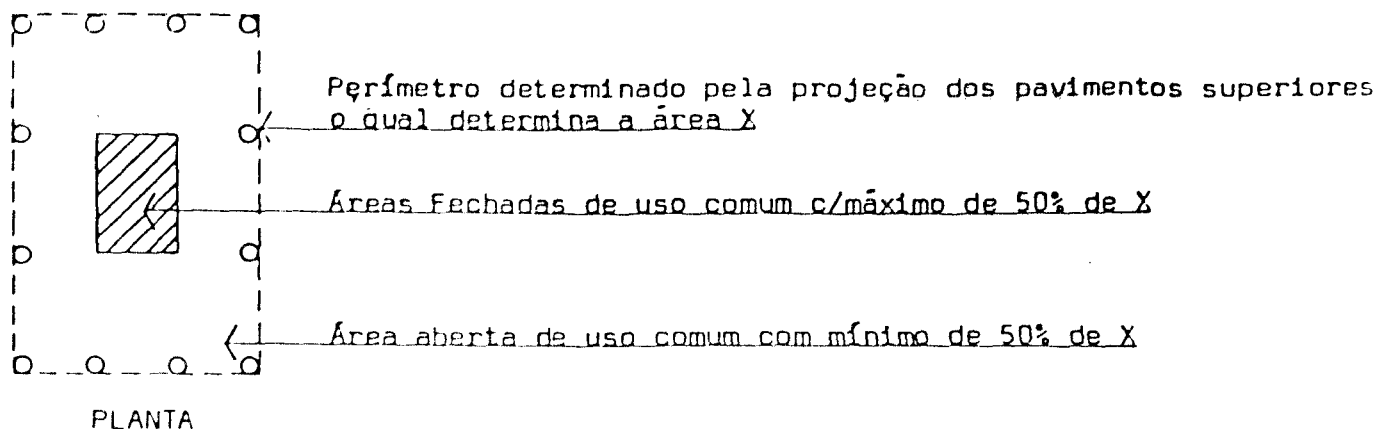 Perímetro determinado pela projeção dos pavimentos superiores
o qual determina a área X
Áreas Fechadas de uso comum c/máximo de 50% de X
Área aberta de uso comum com mínimo de 50% de X
PLANTA